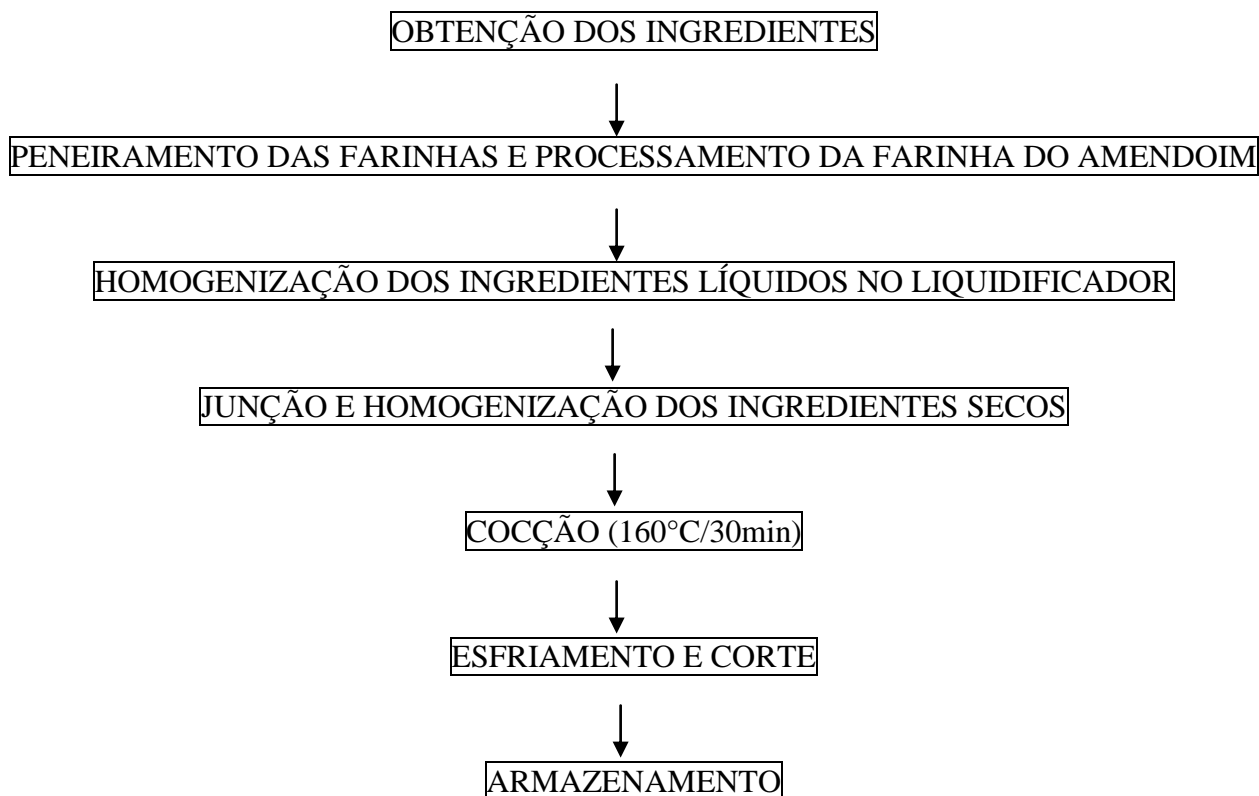 OBTENÇÃO DOS INGREDIENTES
PENEIRAMENTO DAS FARINHAS E PROCESSAMENTO DA FARINHA DO AMENDOIM
HOMOGENIZAÇÃO DOS INGREDIENTES LÍQUIDOS NO LIQUIDIFICADOR
JUNÇÃO E HOMOGENIZAÇÃO DOS INGREDIENTES SECOS
COCÇÃO (160°C/30min)
ESFRIAMENTO E CORTE
ARMAZENAMENTO